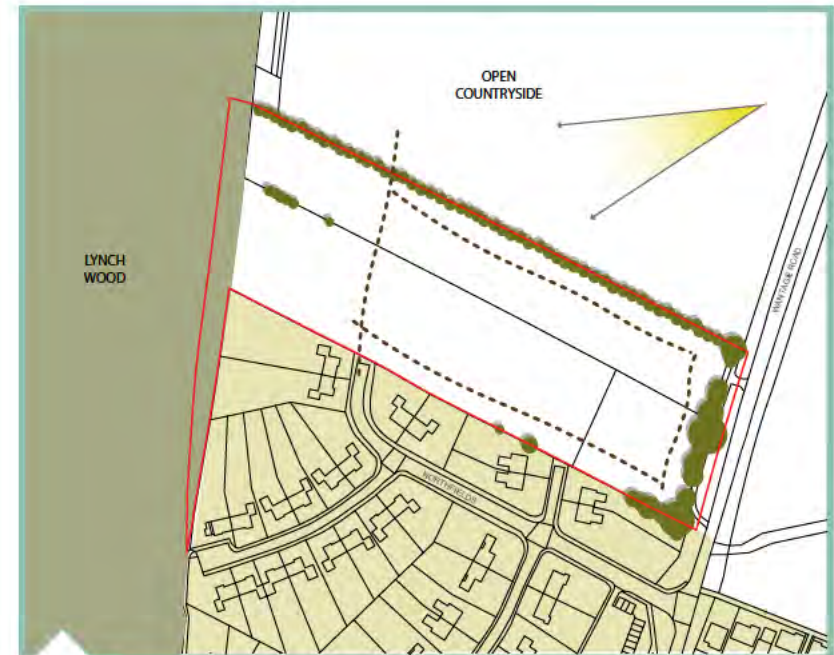 OPEN
COUNTRYSIDE
LYNCH
WOOD
WANTAGE ROAD
NORTHFIELDS